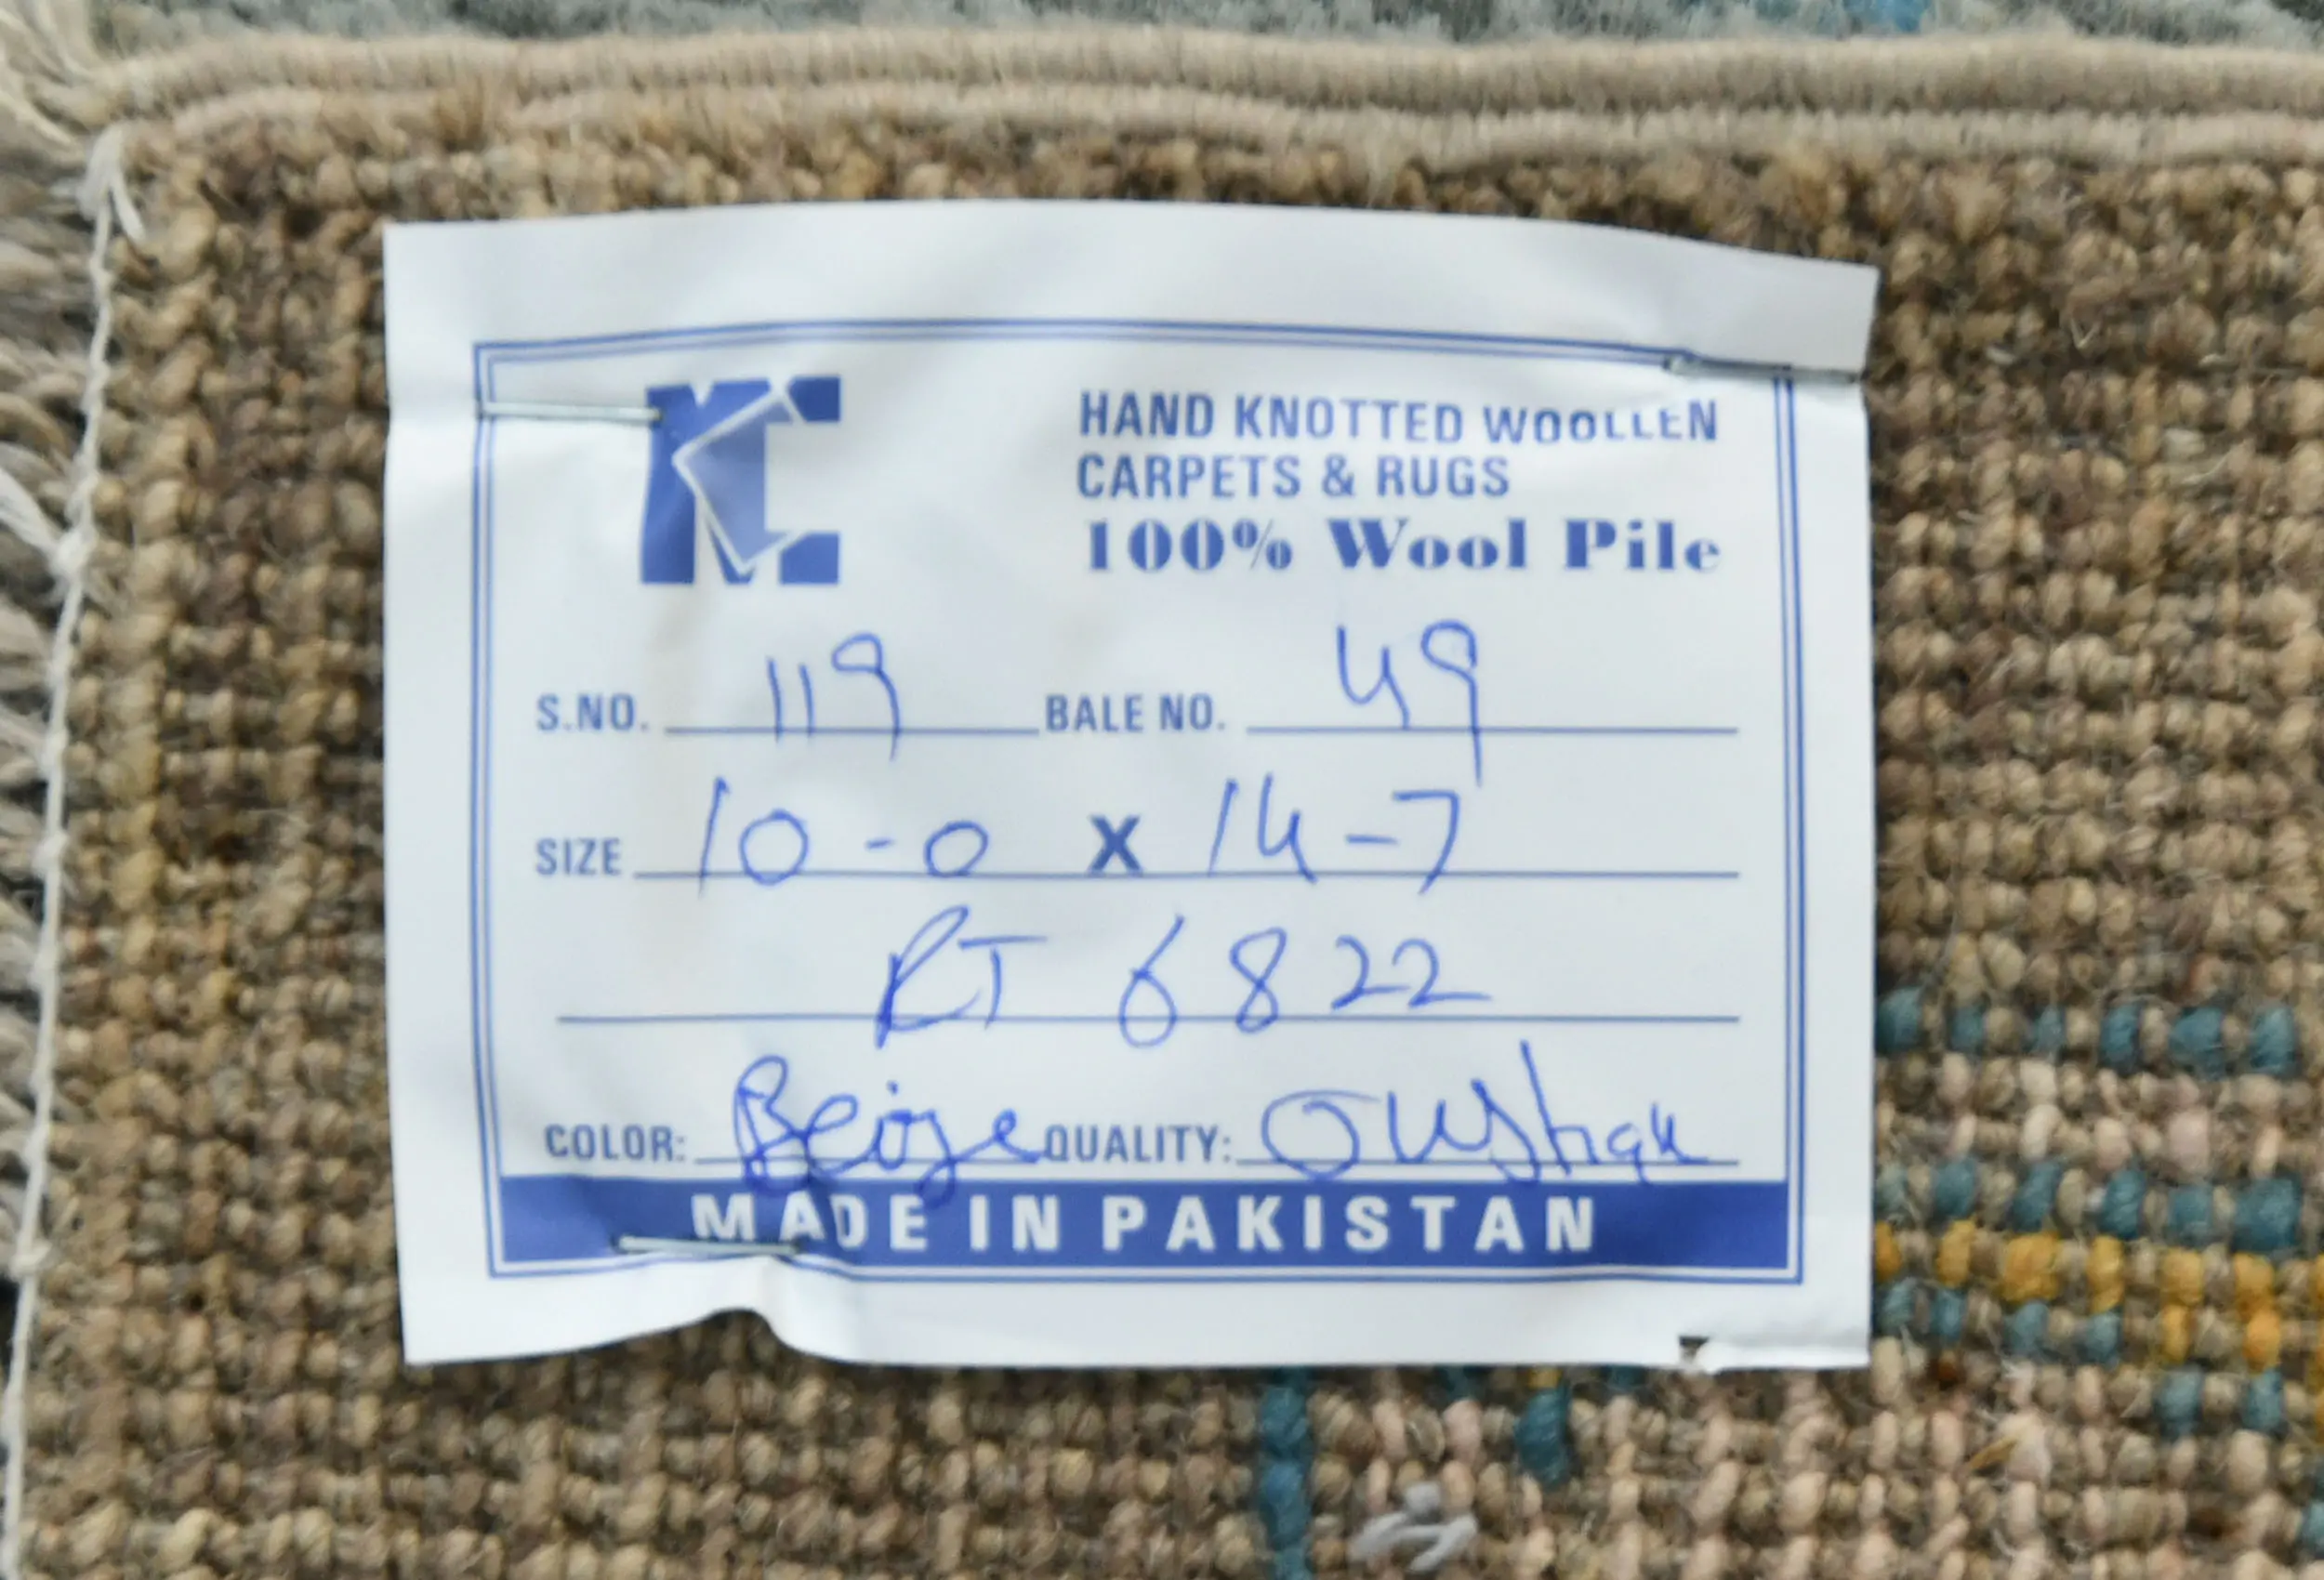 KC
HAND KNOTTED WOOLLEN
CARPETS & RUGS
100% Wool Pile
S.NO. 119 BALE NO. 49
SIZE 10-0 X 14-7
RT 6822
COLOR: Beige QUALITY: Oushak
MADE IN PAKISTAN